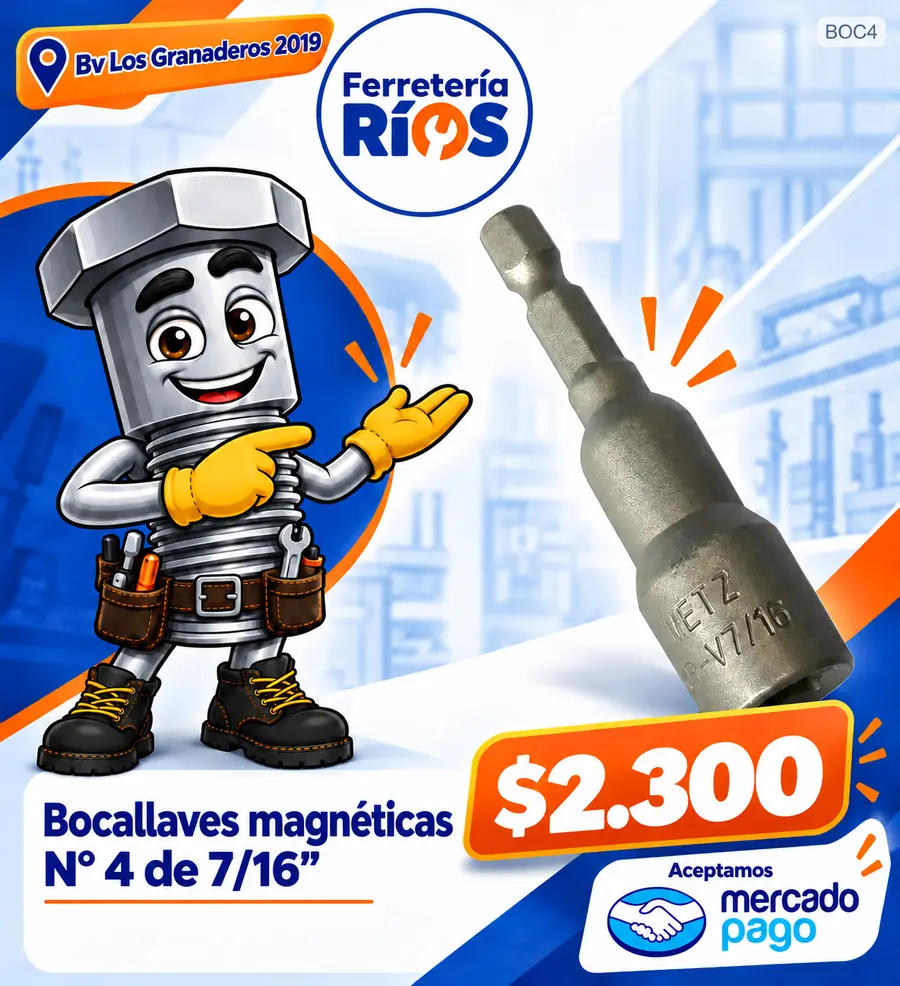 Bv Los Granaderos 2019
BOC4
Ferretería
RÍOS
METZ
V7/16
$2.300
Bocallaves magnéticas
N° 4 de 7/16”
Aceptamos
mercado
pago